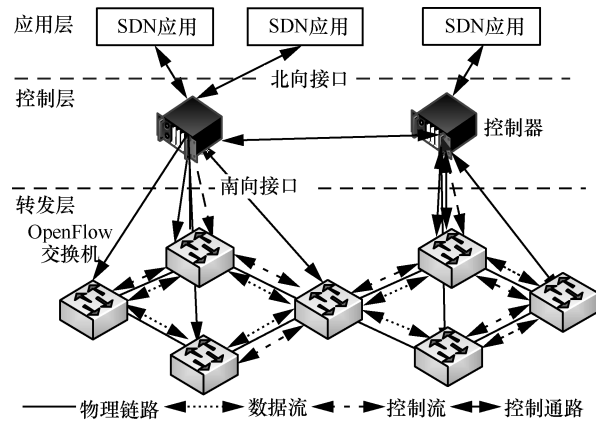 应用层
SDN应用
SDN应用
SDN应用
北向接口
控制层
控制器
南向接口
转发层
OpenFlow
交换机
物理链路
数据流
控制流
控制通路